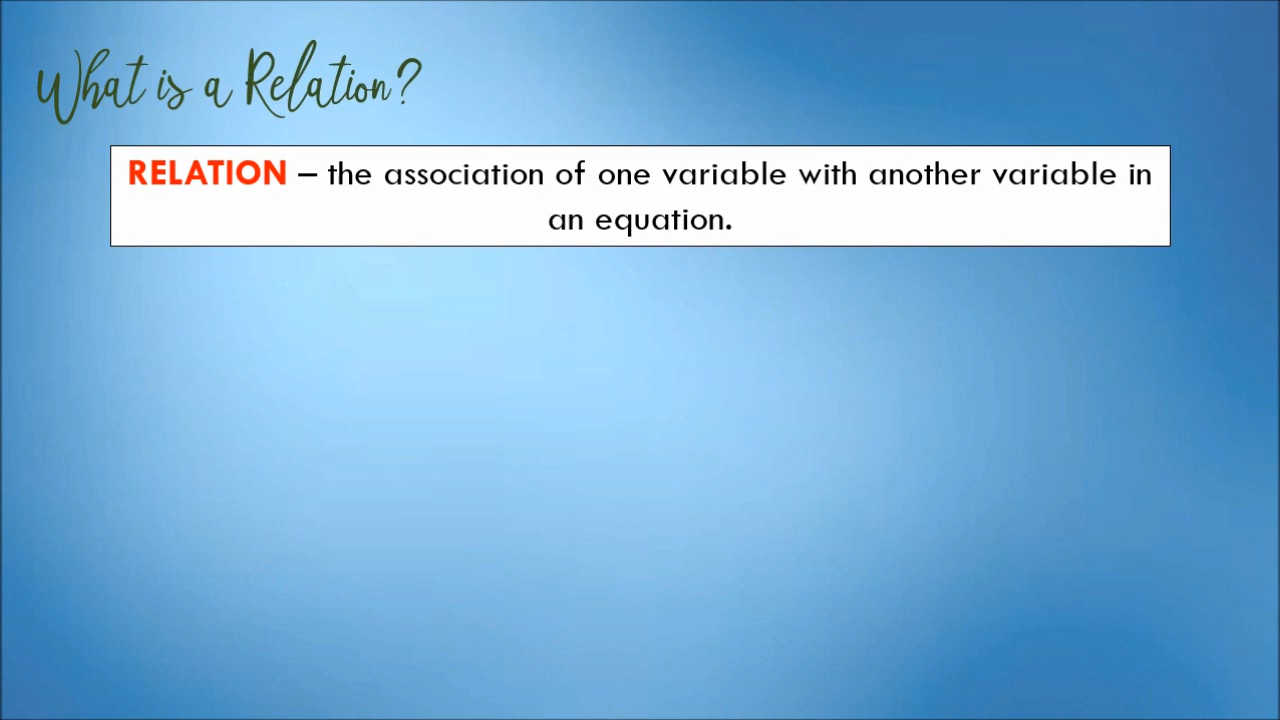 What is a Relation?
RELATION – the association of one variable with another variable in
an equation.